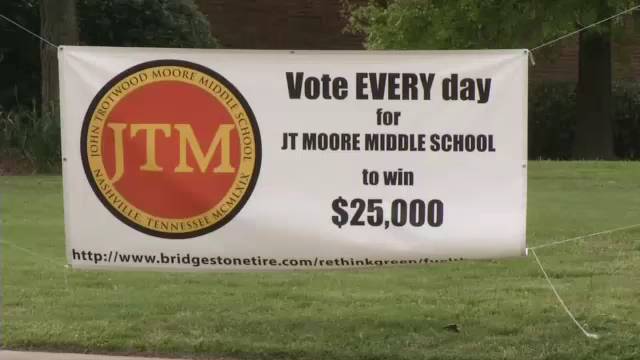 JOHN TROTWOOD MOORE MIDDLE SCHOOL
JTM
NASHVILLE, TENNESSEE MCMLXIX
Vote EVERY day
for
JT MOORE MIDDLE SCHOOL
to win
$25,000
http://www.bridgestonetire.com/rethinkgreen/